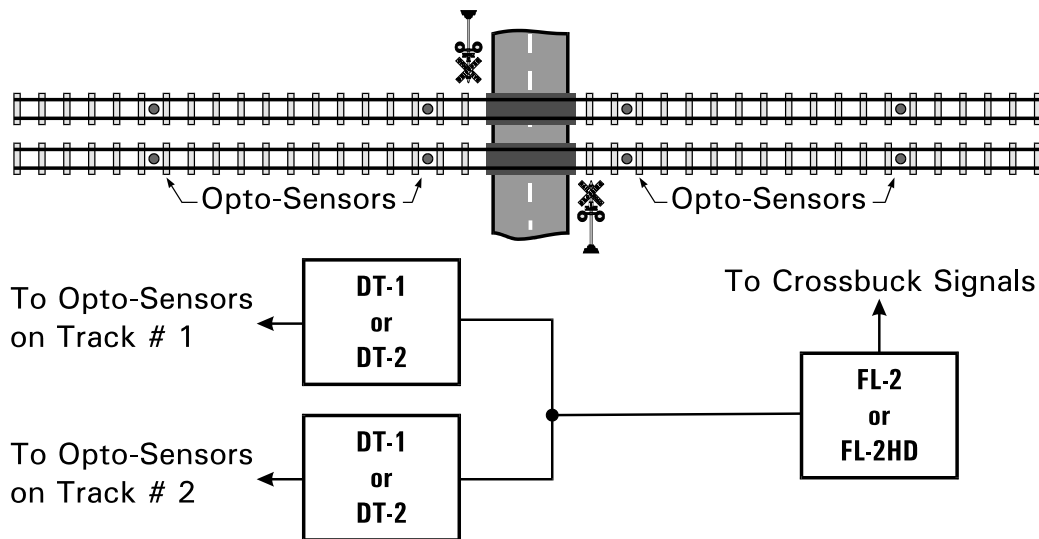 Opto-Sensors
Opto-Sensors
To Opto-Sensors
on Track # 1
DT-1
or
DT-2
To Crossbuck Signals
FL-2
or
FL-2HD
To Opto-Sensors
on Track # 2
DT-1
or
DT-2